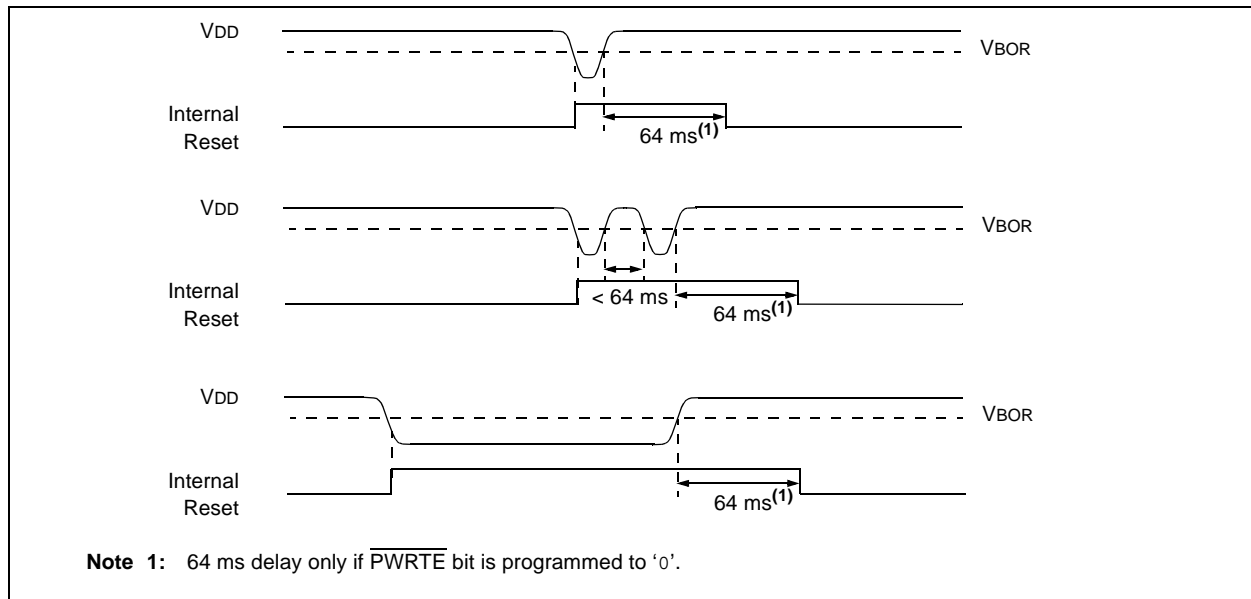 VDD
VBOR
Internal
Reset
64 ms(1)
VDD
VBOR
Internal
Reset
< 64 ms
64 ms(1)
VDD
VBOR
Internal
Reset
64 ms(1)
Note 1: 64 ms delay only if PWRTE bit is programmed to ‘0’.